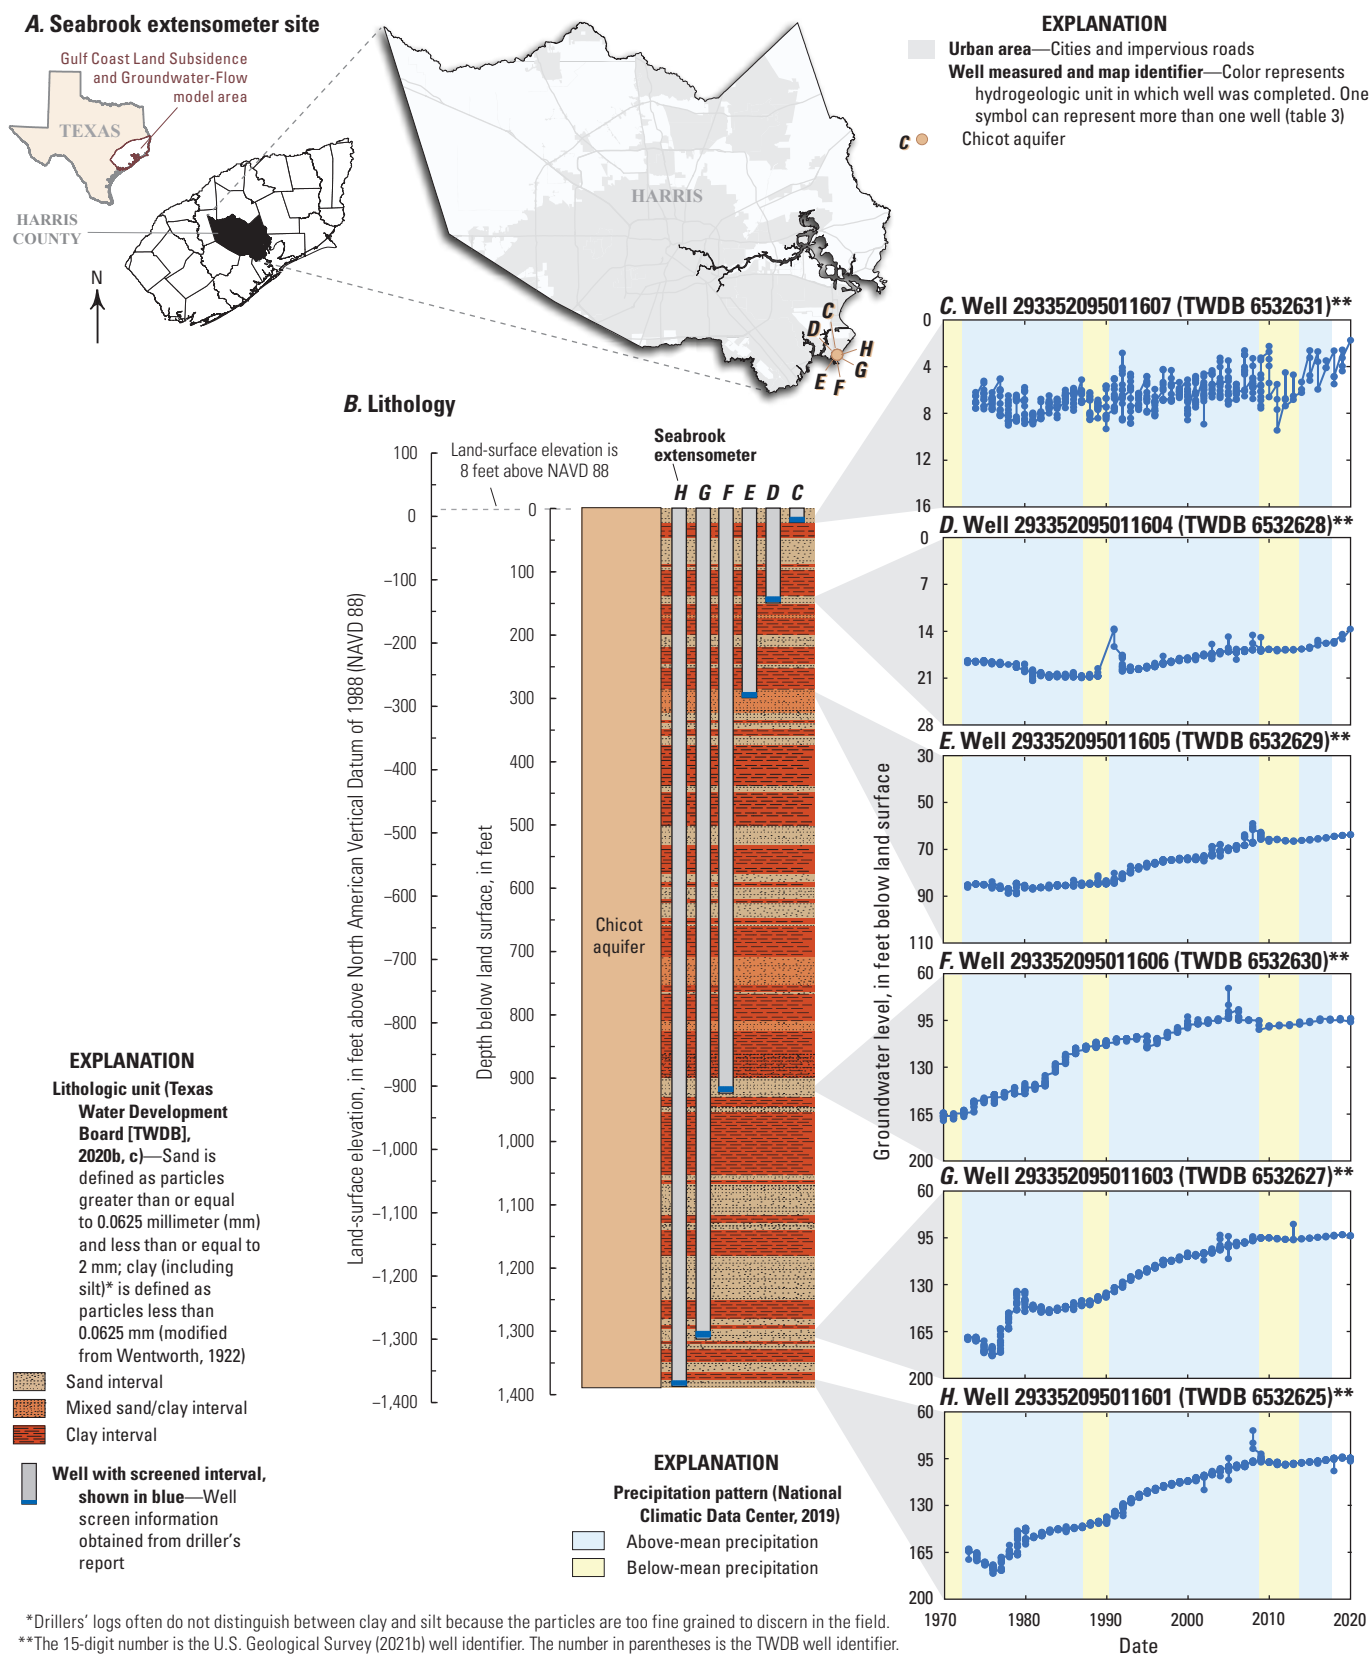 A. Seabrook extensometer site
Gulf Coast Land Subsidence
and Groundwater-Flow
model area
TEXAS
HARRIS
COUNTY
N
HARRIS
C
D
H
G
E
F
EXPLANATION
Urban area—Cities and impervious roads
Well measured and map identifier—Color represents
hydrogeologic unit in which well was completed. One
symbol can represent more than one well (table 3)
C
Chicot aquifer
B. Lithology
Land-surface elevation is
8 feet above NAVD 88
Seabrook
extensometer
H G F E D C
Land-surface elevation, in feet above North American Vertical Datum of 1988 (NAVD 88)
100
0
−100
−200
−300
−400
−500
−600
−700
−800
−900
−1,000
−1,100
−1,200
−1,300
−1,400
Depth below land surface, in feet
0
100
200
300
400
500
600
700
800
900
1,000
1,100
1,200
1,300
1,400
Chicot
aquifer
Groundwater level, in feet below land surface
C. Well 293352095011607 (TWDB 6532631)**
0
4
8
12
16
D. Well 293352095011604 (TWDB 6532628)**
0
7
14
21
28
E. Well 293352095011605 (TWDB 6532629)**
30
50
70
90
110
F. Well 293352095011606 (TWDB 6532630)**
60
95
130
165
200
G. Well 293352095011603 (TWDB 6532627)**
60
95
130
165
200
H. Well 293352095011601 (TWDB 6532625)**
60
95
130
165
200
1970 1980 1990 2000 2010 2020
Date
EXPLANATION
Lithologic unit (Texas
Water Development
Board [TWDB],
2020b, c)—Sand is
defined as particles
greater than or equal
to 0.0625 millimeter (mm)
and less than or equal to
2 mm; clay (including
silt)* is defined as
particles less than
0.0625 mm (modified
from Wentworth, 1922)
Sand interval
Mixed sand/clay interval
Clay interval
Well with screened interval,
shown in blue—Well
screen information
obtained from driller's
report
EXPLANATION
Precipitation pattern (National
Climatic Data Center, 2019)
Above-mean precipitation
Below-mean precipitation
*Drillers' logs often do not distinguish between clay and silt because the particles are too fine grained to discern in the field.
**The 15-digit number is the U.S. Geological Survey (2021b) well identifier. The number in parentheses is the TWDB well identifier.